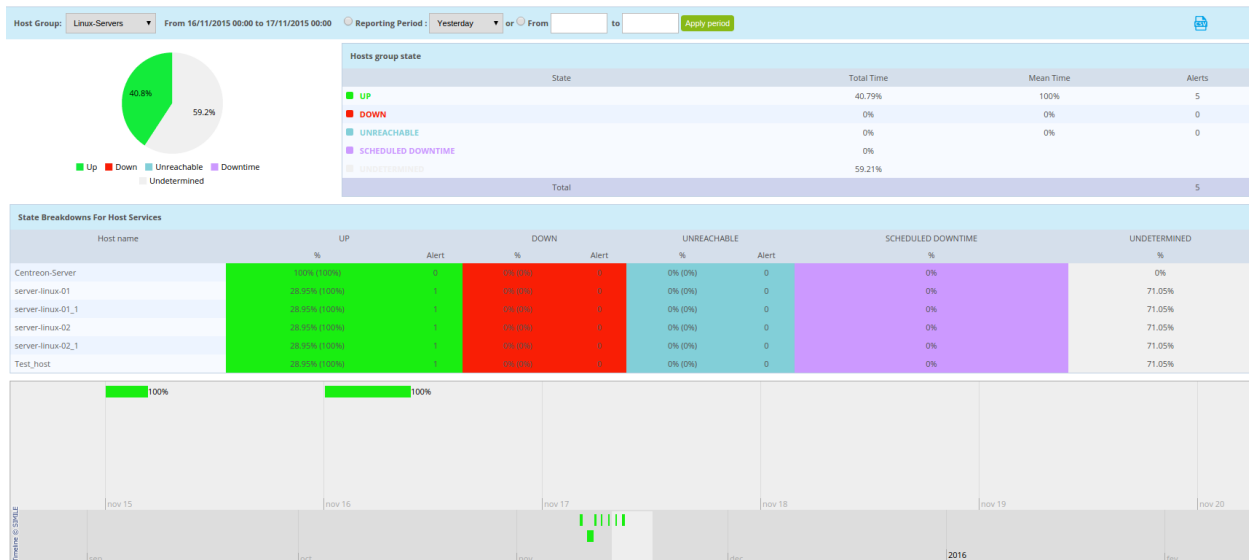 Host Group: Linux-Servers From 16/11/2015 00:00 to 17/11/2015 00:00 Reporting Period : Yesterday or From to Apply period CSV
40.8%
59.2%
Up Down Unreachable Downtime
Undetermined
Hosts group state
State Total Time Mean Time Alerts
UP 40.79% 100% 5
DOWN 0% 0% 0
UNREACHABLE 0% 0% 0
SCHEDULED DOWNTIME 0%
UNDETERMINED 59.21%
Total 5
State Breakdowns For Host Services
Host name UP DOWN UNREACHABLE SCHEDULED DOWNTIME UNDETERMINED
% Alert % Alert % Alert % %
Centreon-Server 100% (100%) 0 0% (0%) 0 0% (0%) 0 0% 0%
server-linux-01 28.95% (100%) 1 0% (0%) 0 0% (0%) 0 0% 71.05%
server-linux-01_1 28.95% (100%) 1 0% (0%) 0 0% (0%) 0 0% 71.05%
server-linux-02 28.95% (100%) 1 0% (0%) 0 0% (0%) 0 0% 71.05%
server-linux-02_1 28.95% (100%) 1 0% (0%) 0 0% (0%) 0 0% 71.05%
Test_host 28.95% (100%) 1 0% (0%) 0 0% (0%) 0 0% 71.05%
100% 100%
nov 15 nov 16 nov 17 nov 18 nov 19 nov 20
Timeline © SIMILE
sep oct nov dec 2016 fev